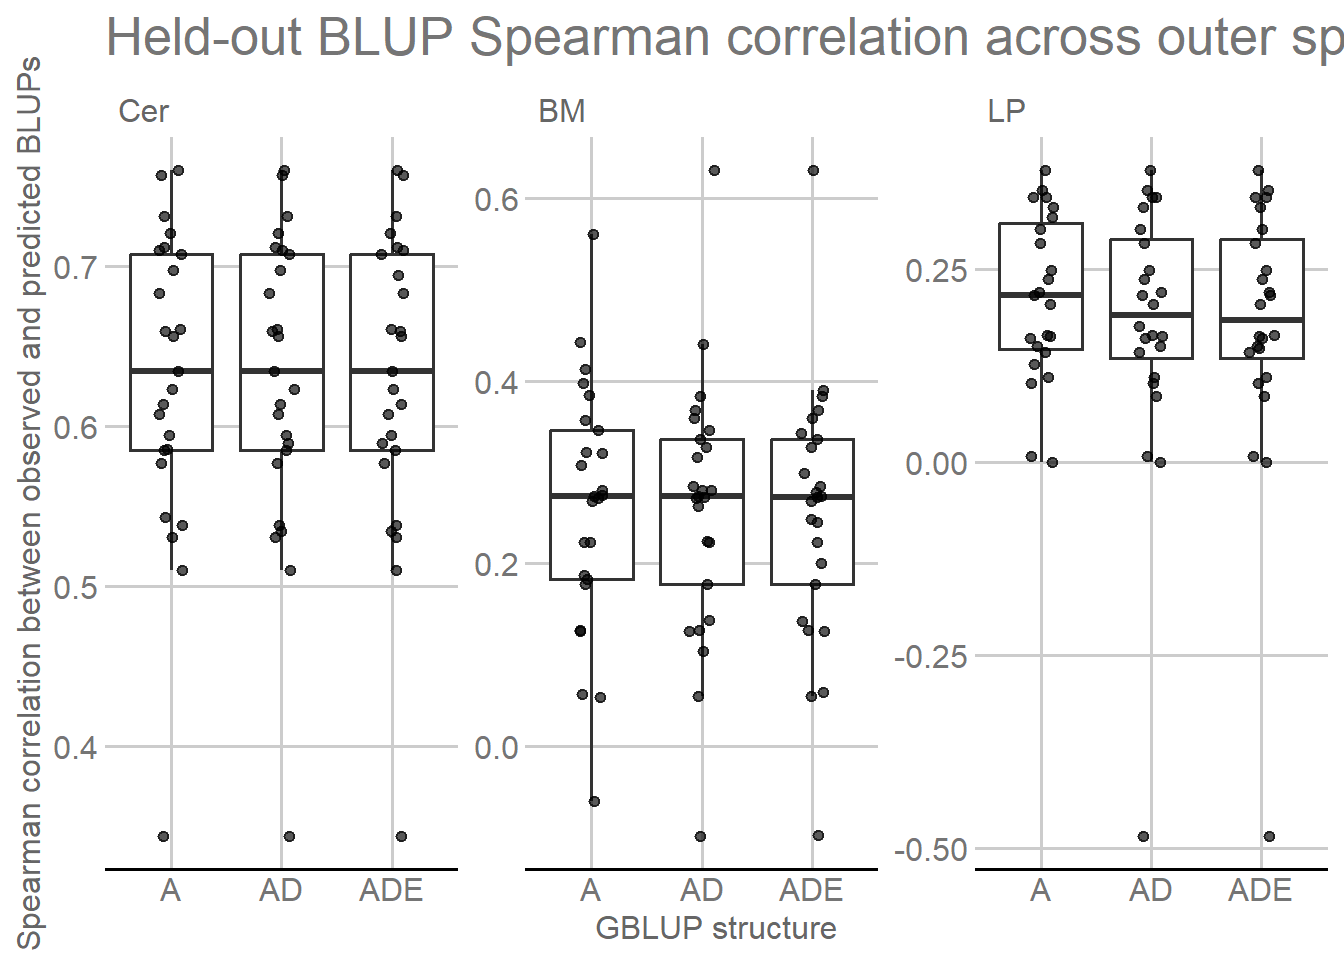 Held-out BLUP Spearman correlation across outer sp
Spearman correlation between observed and predicted BLUPs
Cer
BM
LP
0.7
0.6
0.5
0.4
0.6
0.4
0.2
0.0
0.25
0.00
-0.25
-0.50
A AD ADE
A AD ADE
A AD ADE
GBLUP structure